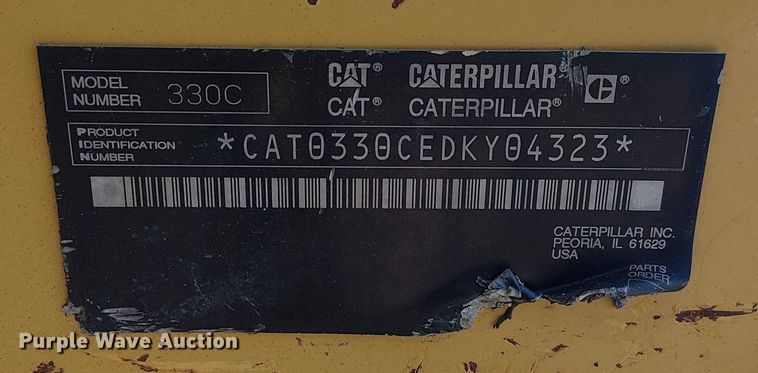 MODEL NUMBER 330C
CAT® CATERPILLAR® ®
CAT® CATERPILLAR®
PRODUCT IDENTIFICATION NUMBER *CAT0330CEDKY04323*
CATERPILLAR INC.
PEORIA, IL 61629
USA
PARTS
ORDER
Purple Wave Auction